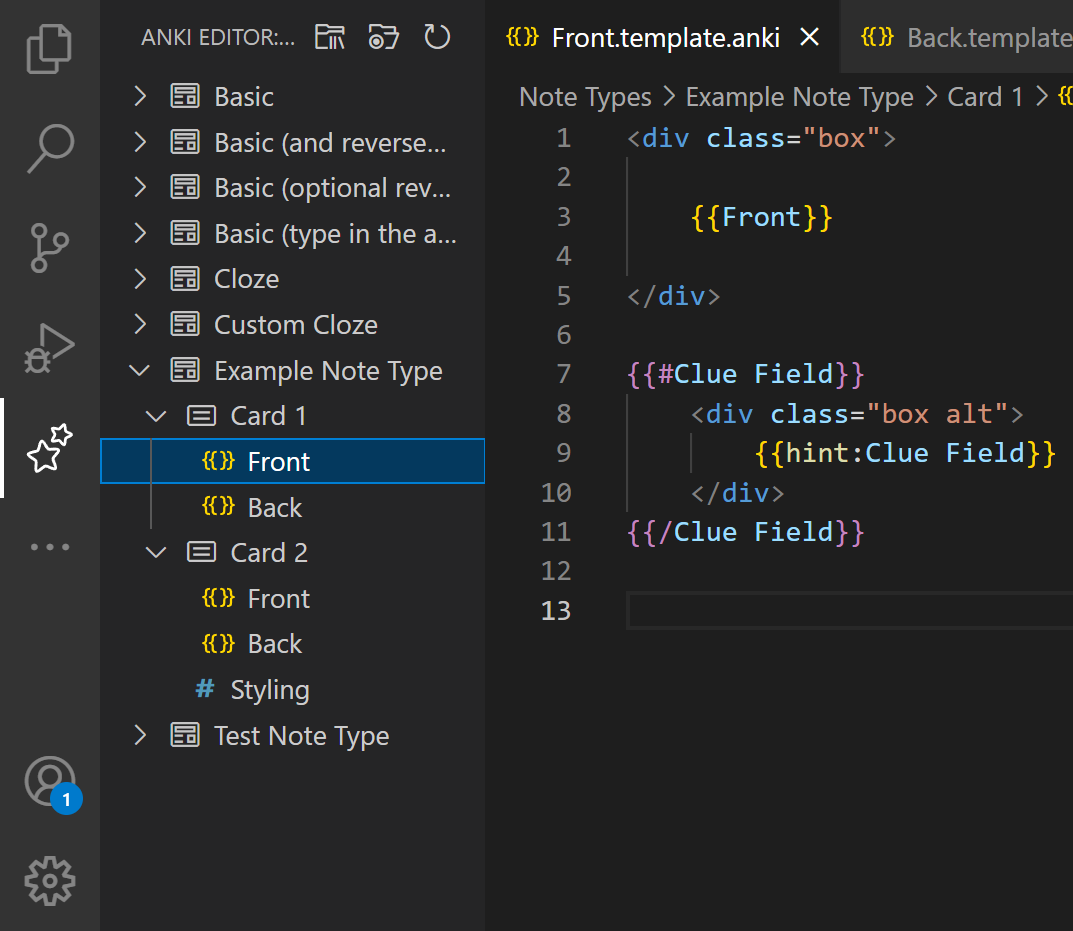 ANKI EDITOR:...
Basic
Basic (and reverse...
Basic (optional rev...
Basic (type in the a...
Cloze
Custom Cloze
Example Note Type
Card 1
{{}} Front
{{}} Back
Card 2
{{}} Front
{{}} Back
# Styling
Test Note Type
1
{{}} Front.template.anki
{{}} Back.template
Note Types > Example Note Type > Card 1 > {{
1 <div class="box">
2
3 {{Front}}
4
5 </div>
6
7 {{#Clue Field}}
8 <div class="box alt">
9 {{hint:Clue Field}}
10 </div>
11 {{/Clue Field}}
12
13